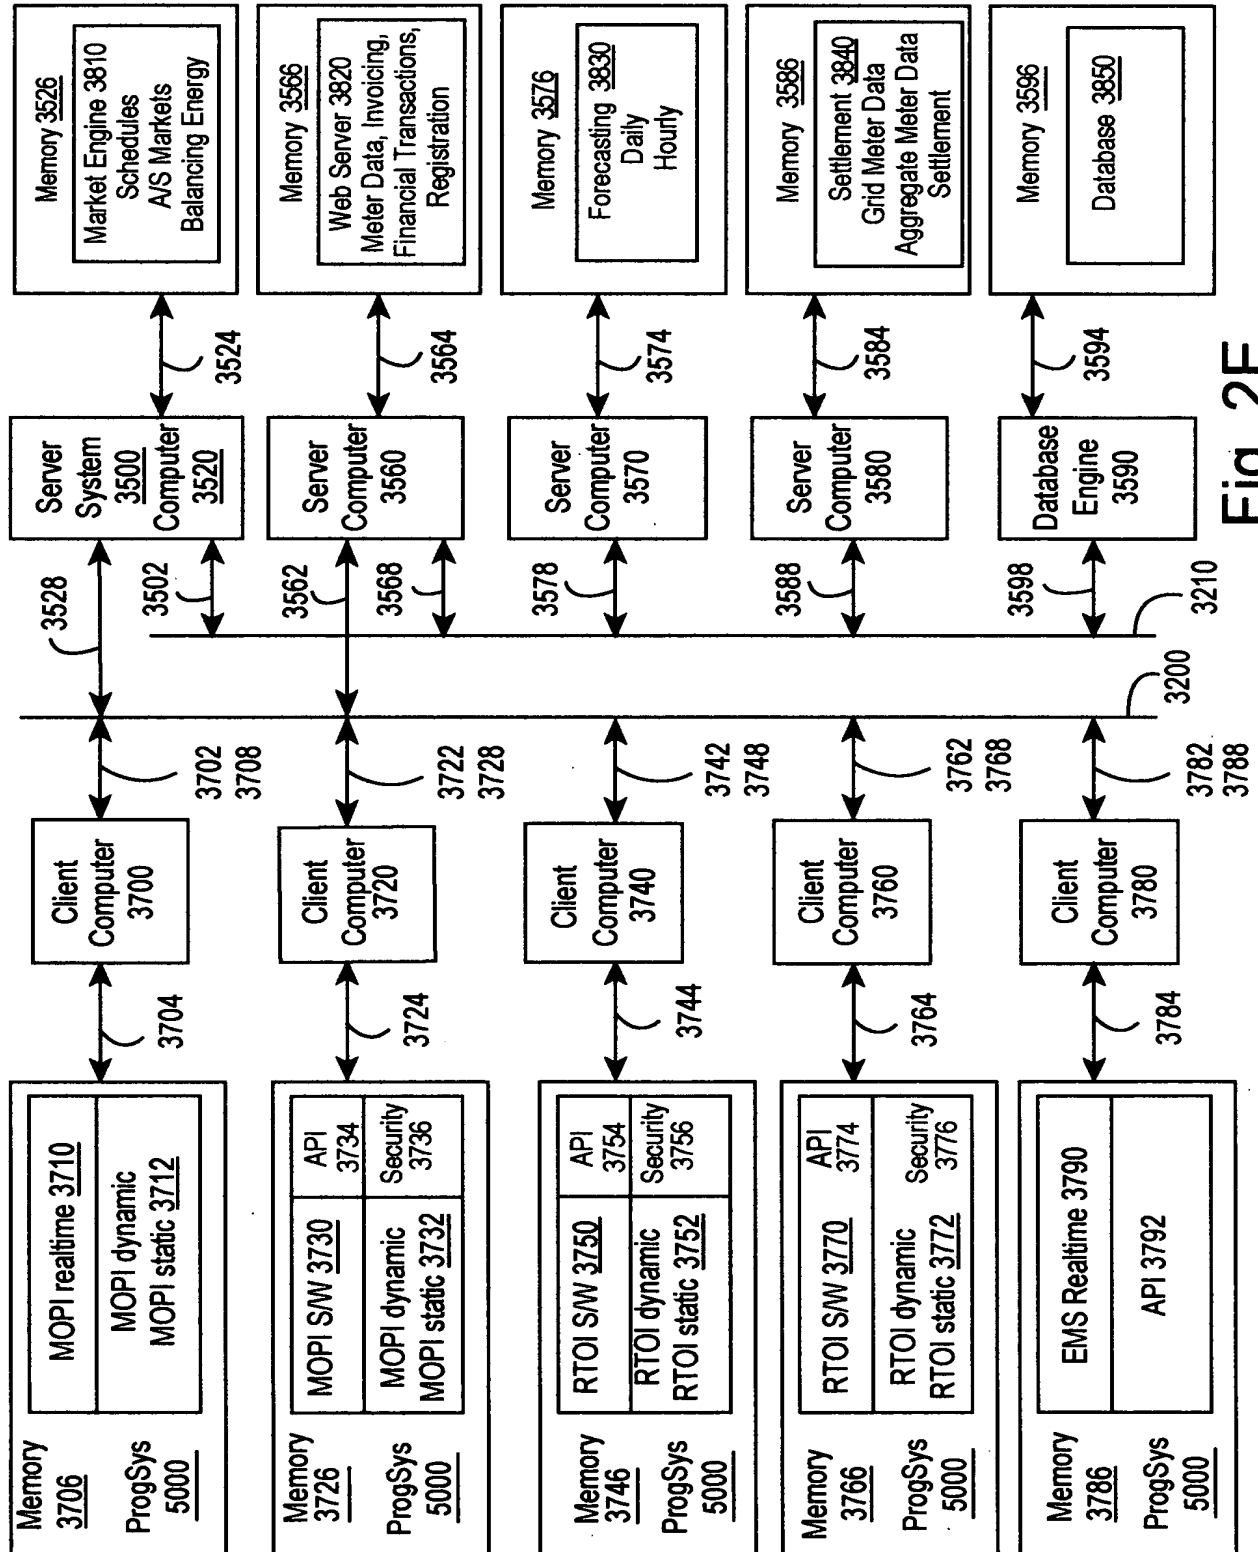 Memory 3526
Market Engine 3810
Schedules
A/S Markets
Balancing Energy
Memory 3566
Web Server 3820
Meter Data, Invoicing,
Financial Transactions,
Registration
Memory 3576
Forecasting 3830
Daily
Hourly
Memory 3586
Settlement 3840
Grid Meter Data
Aggregate Meter Data
Settlement
Memory 3596
Database 3850
3524
3564
3574
3584
3594
Server
System
3500
Computer
3520
Server
Computer
3560
Server
Computer
3570
Server
Computer
3580
Database
Engine
3590
3528
3502
3562
3568
3578
3588
3598
3210
3200
3702
3708
3722
3728
3742
3748
3762
3768
3782
3788
Client
Computer
3700
Client
Computer
3720
Client
Computer
3740
Client
Computer
3760
Client
Computer
3780
3704
3724
3744
3764
3784
MOPI realtime 3710
MOPI dynamic
MOPI static 3712
Memory
3706
ProgSys
5000
MOPI S/W 3730
API
3734
MOPI dynamic
MOPI static 3732
Security
3736
Memory
3726
ProgSys
5000
RTOI S/W 3750
API
3754
RTOI dynamic
RTOI static 3752
Security
3756
Memory
3746
ProgSys
5000
RTOI S/W 3770
API
3774
RTOI dynamic
RTOI static 3772
Security
3776
Memory
3766
ProgSys
5000
EMS Realtime 3790
API 3792
Memory
3786
ProgSys
5000
Fig.